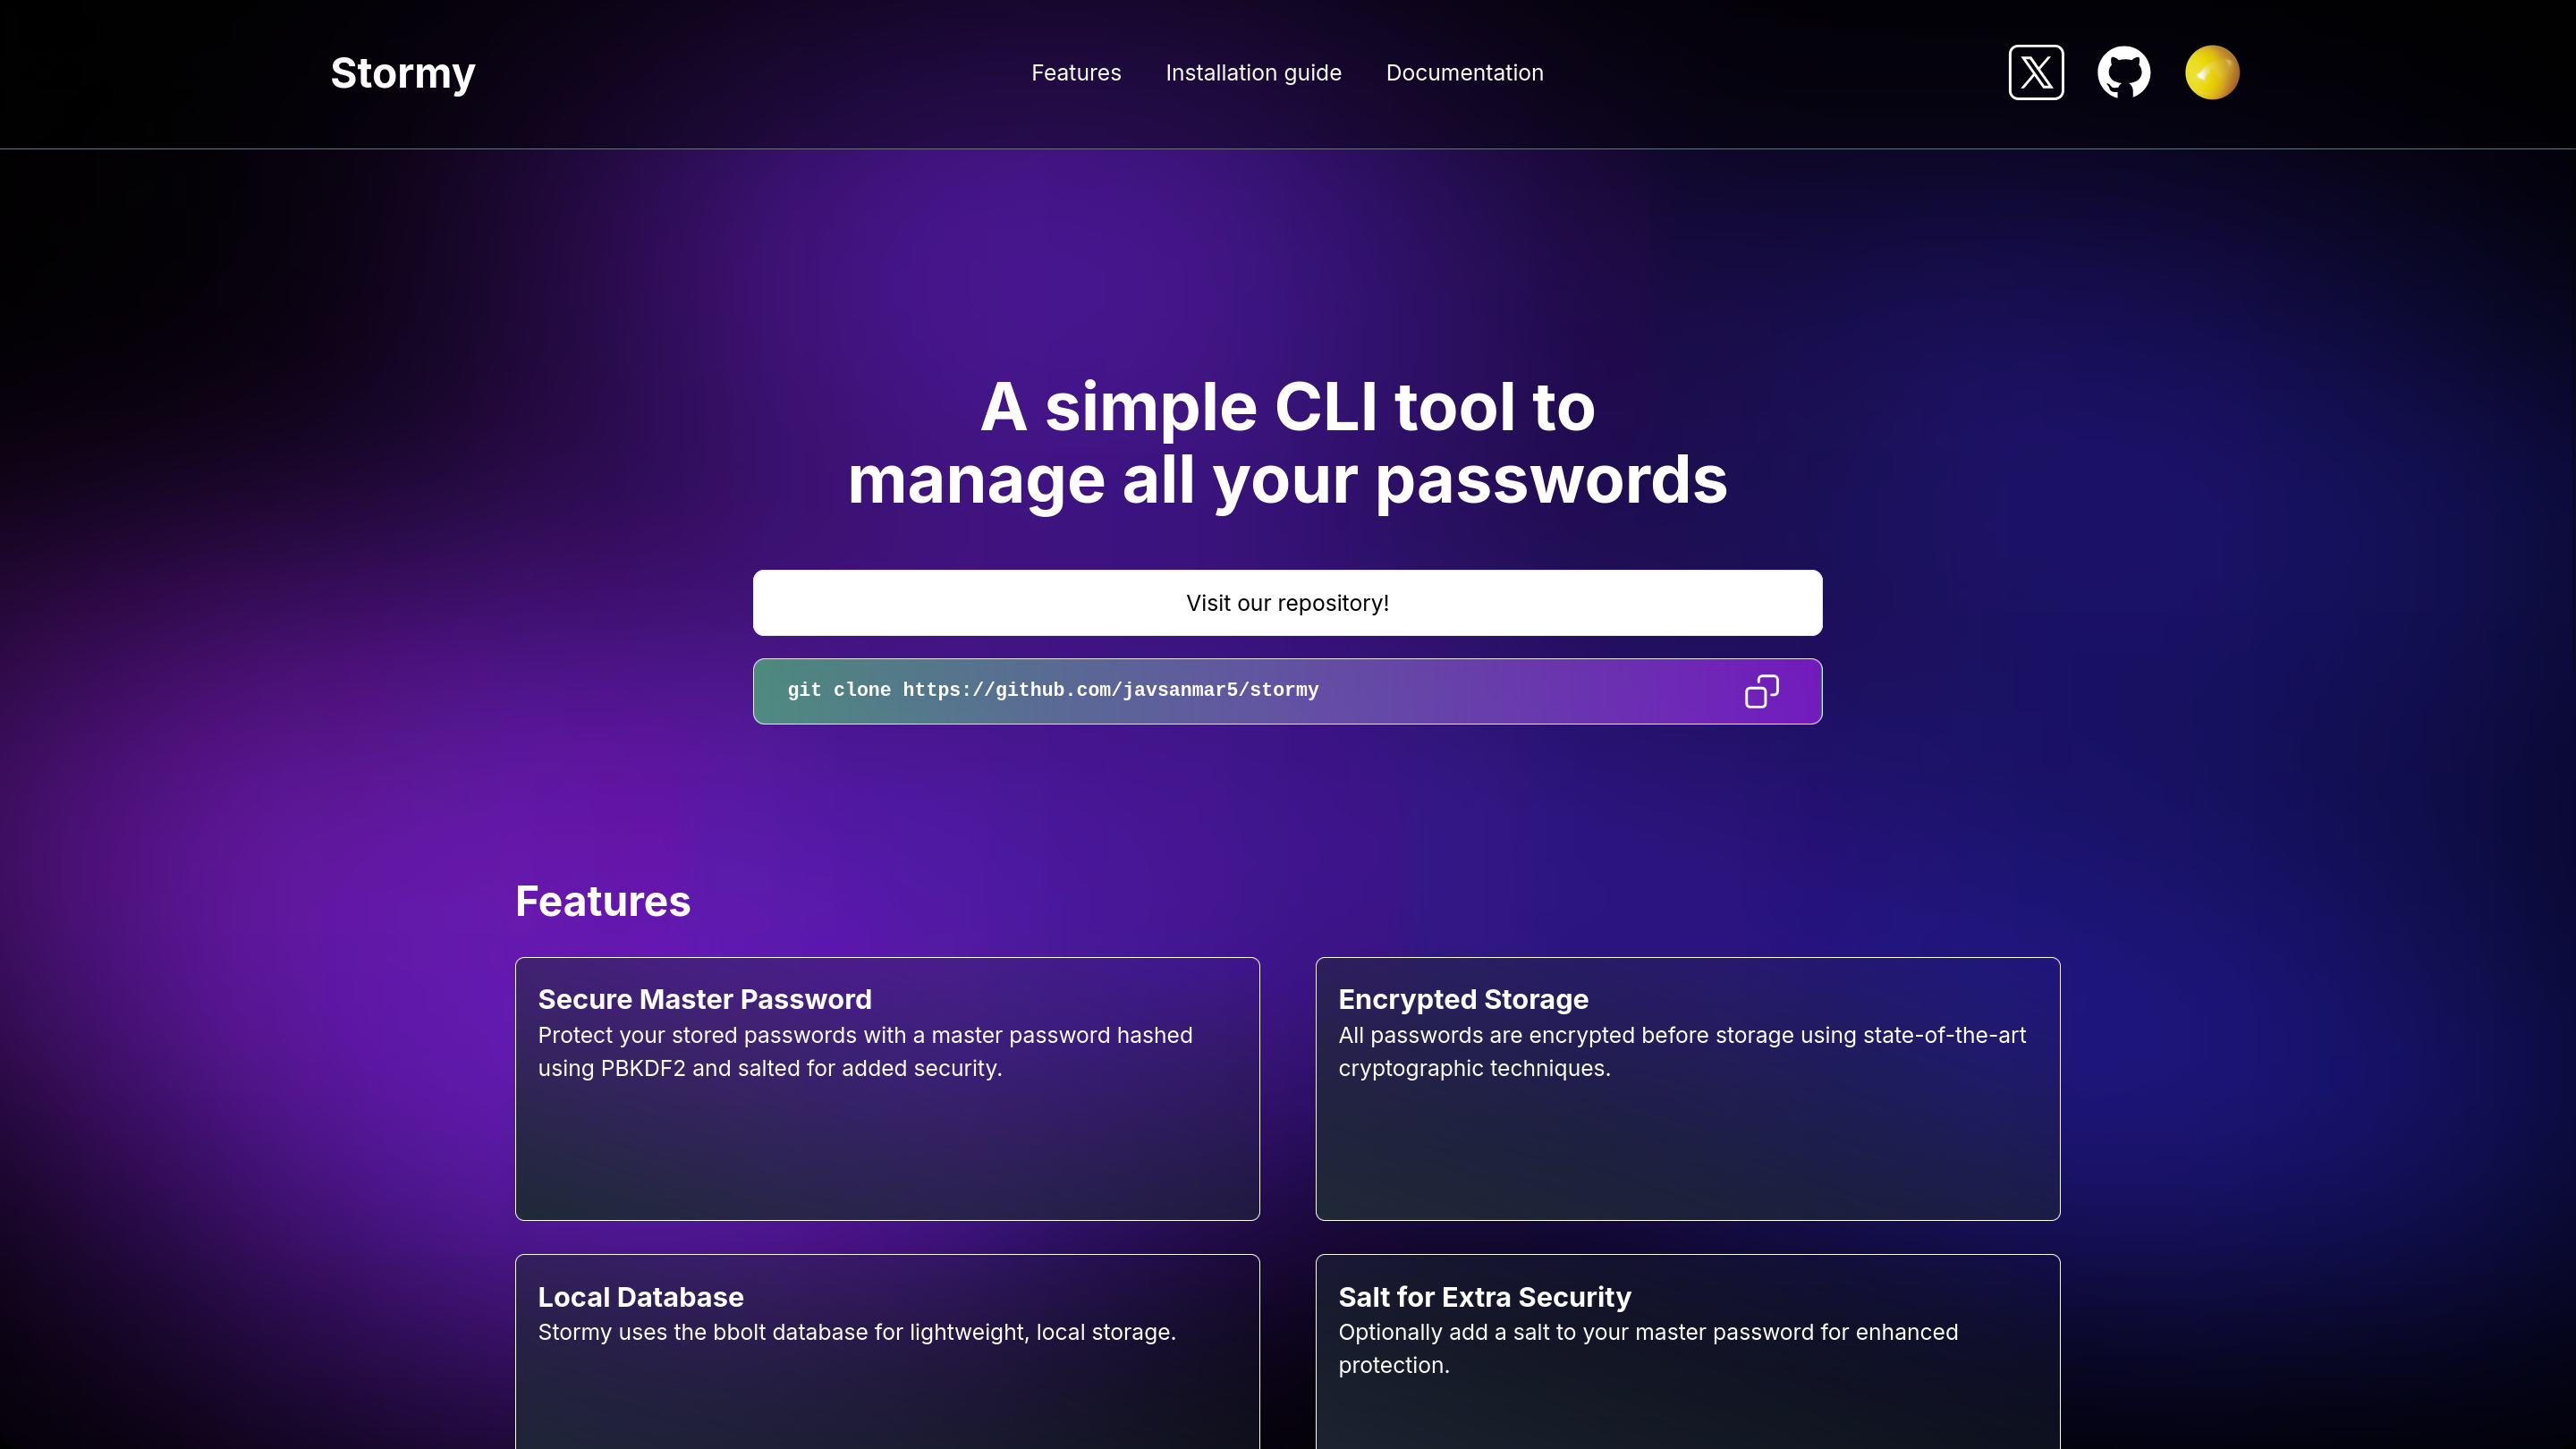 Stormy
Features
Installation guide
Documentation
A simple CLI tool to
manage all your passwords
Visit our repository!
git clone https://github.com/javsanmar5/stormy
Features
Secure Master Password
Protect your stored passwords with a master password hashed
using PBKDF2 and salted for added security.
Encrypted Storage
All passwords are encrypted before storage using state-of-the-art
cryptographic techniques.
Local Database
Stormy uses the bbolt database for lightweight, local storage.
Salt for Extra Security
Optionally add a salt to your master password for enhanced
protection.